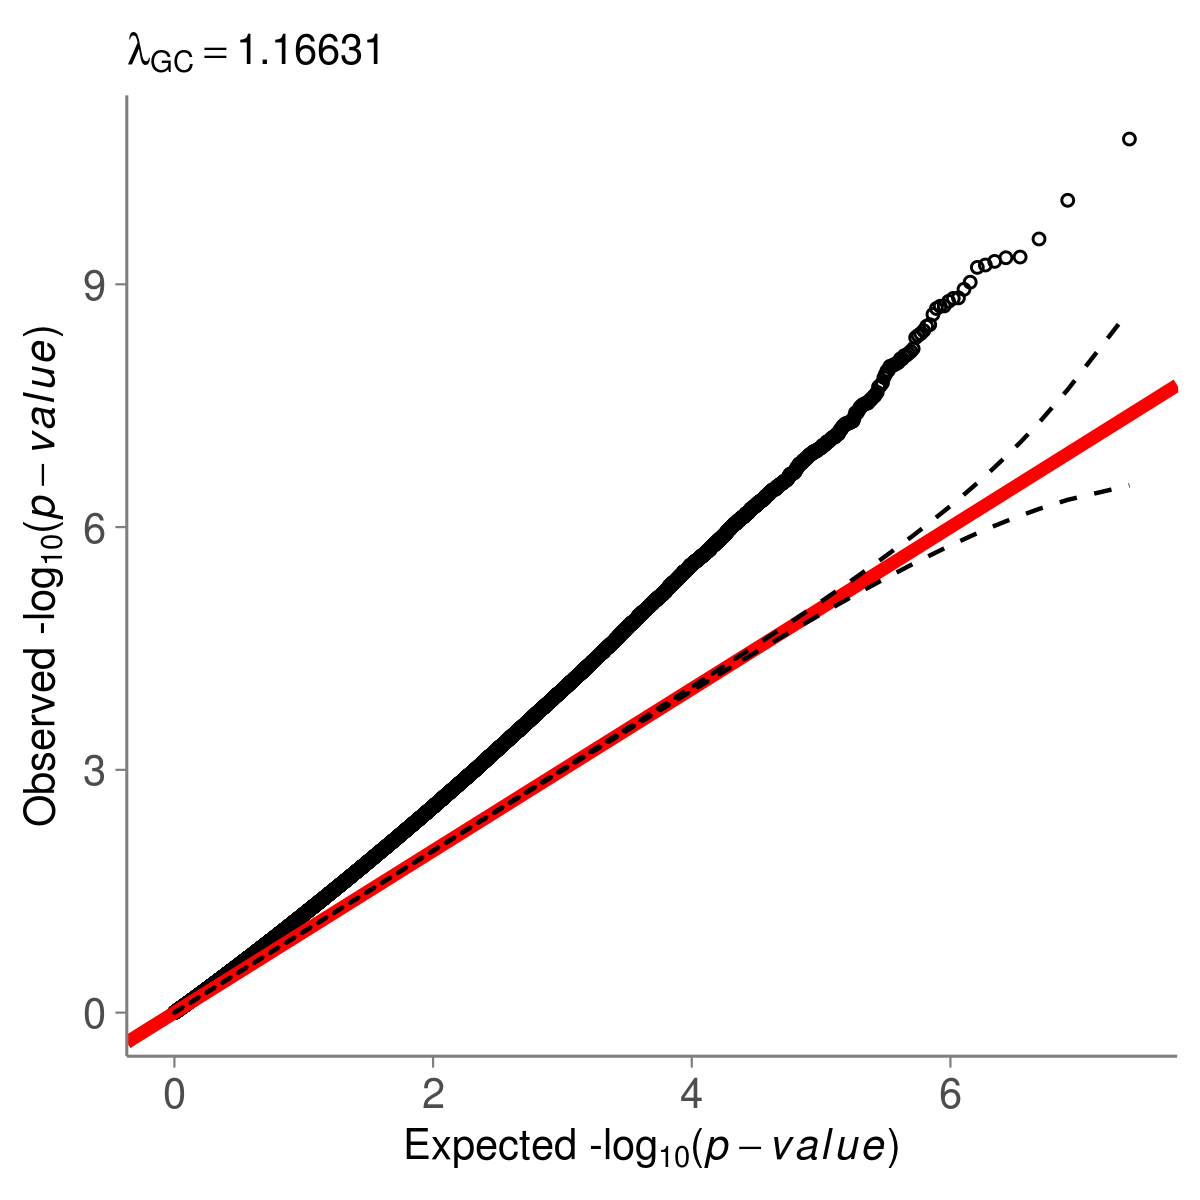 λGC = 1.16631
Observed -log10(p − value)
9
6
3
0
0 2 4 6
Expected -log10(p − value)